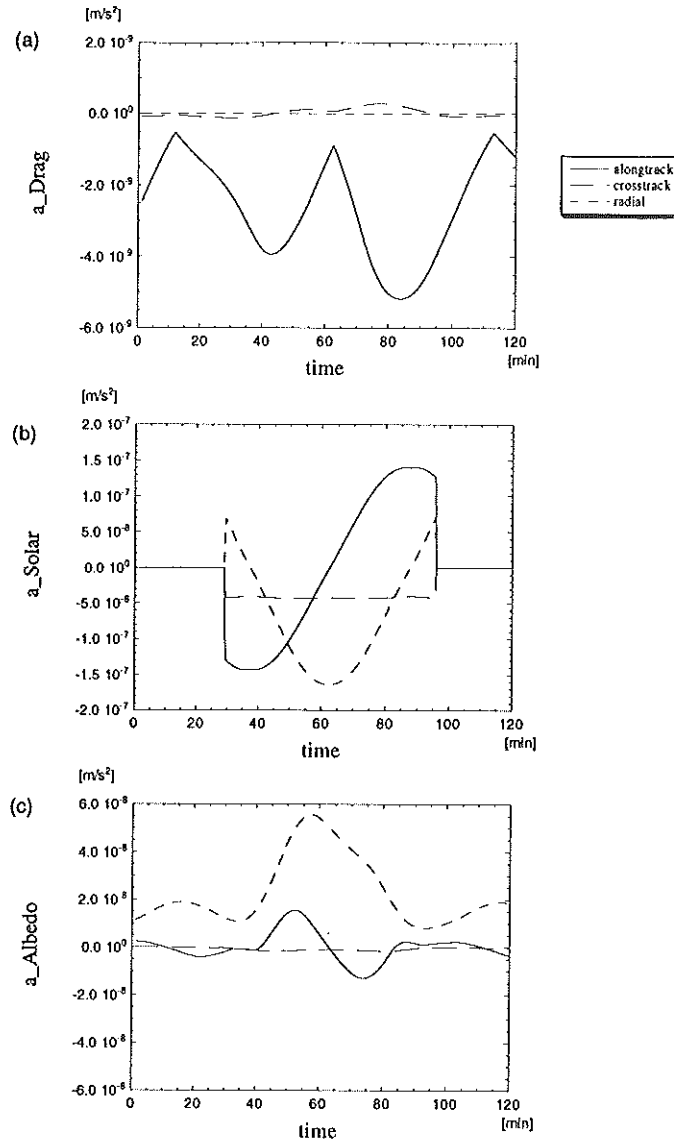 [m/s²]
(a)
2.0 10⁻⁹
0.0 10⁰
-2.0 10⁻⁹
-4.0 10⁻⁹
-6.0 10⁻⁹
a_Drag
0 20 40 60 80 100 120
time
[min]
alongtrack
crosstrack
radial
[m/s²]
(b)
2.0 10⁻⁷
1.5 10⁻⁷
1.0 10⁻⁷
5.0 10⁻⁸
0.0 10⁰
-5.0 10⁻⁸
-1.0 10⁻⁷
-1.5 10⁻⁷
-2.0 10⁻⁷
a_Solar
0 20 40 60 80 100 120
time
[min]
[m/s²]
(c)
6.0 10⁻⁸
4.0 10⁻⁸
2.0 10⁻⁸
0.0 10⁰
-2.0 10⁻⁸
-4.0 10⁻⁸
-6.0 10⁻⁸
a_Albedo
0 20 40 60 80 100 120
time
[min]